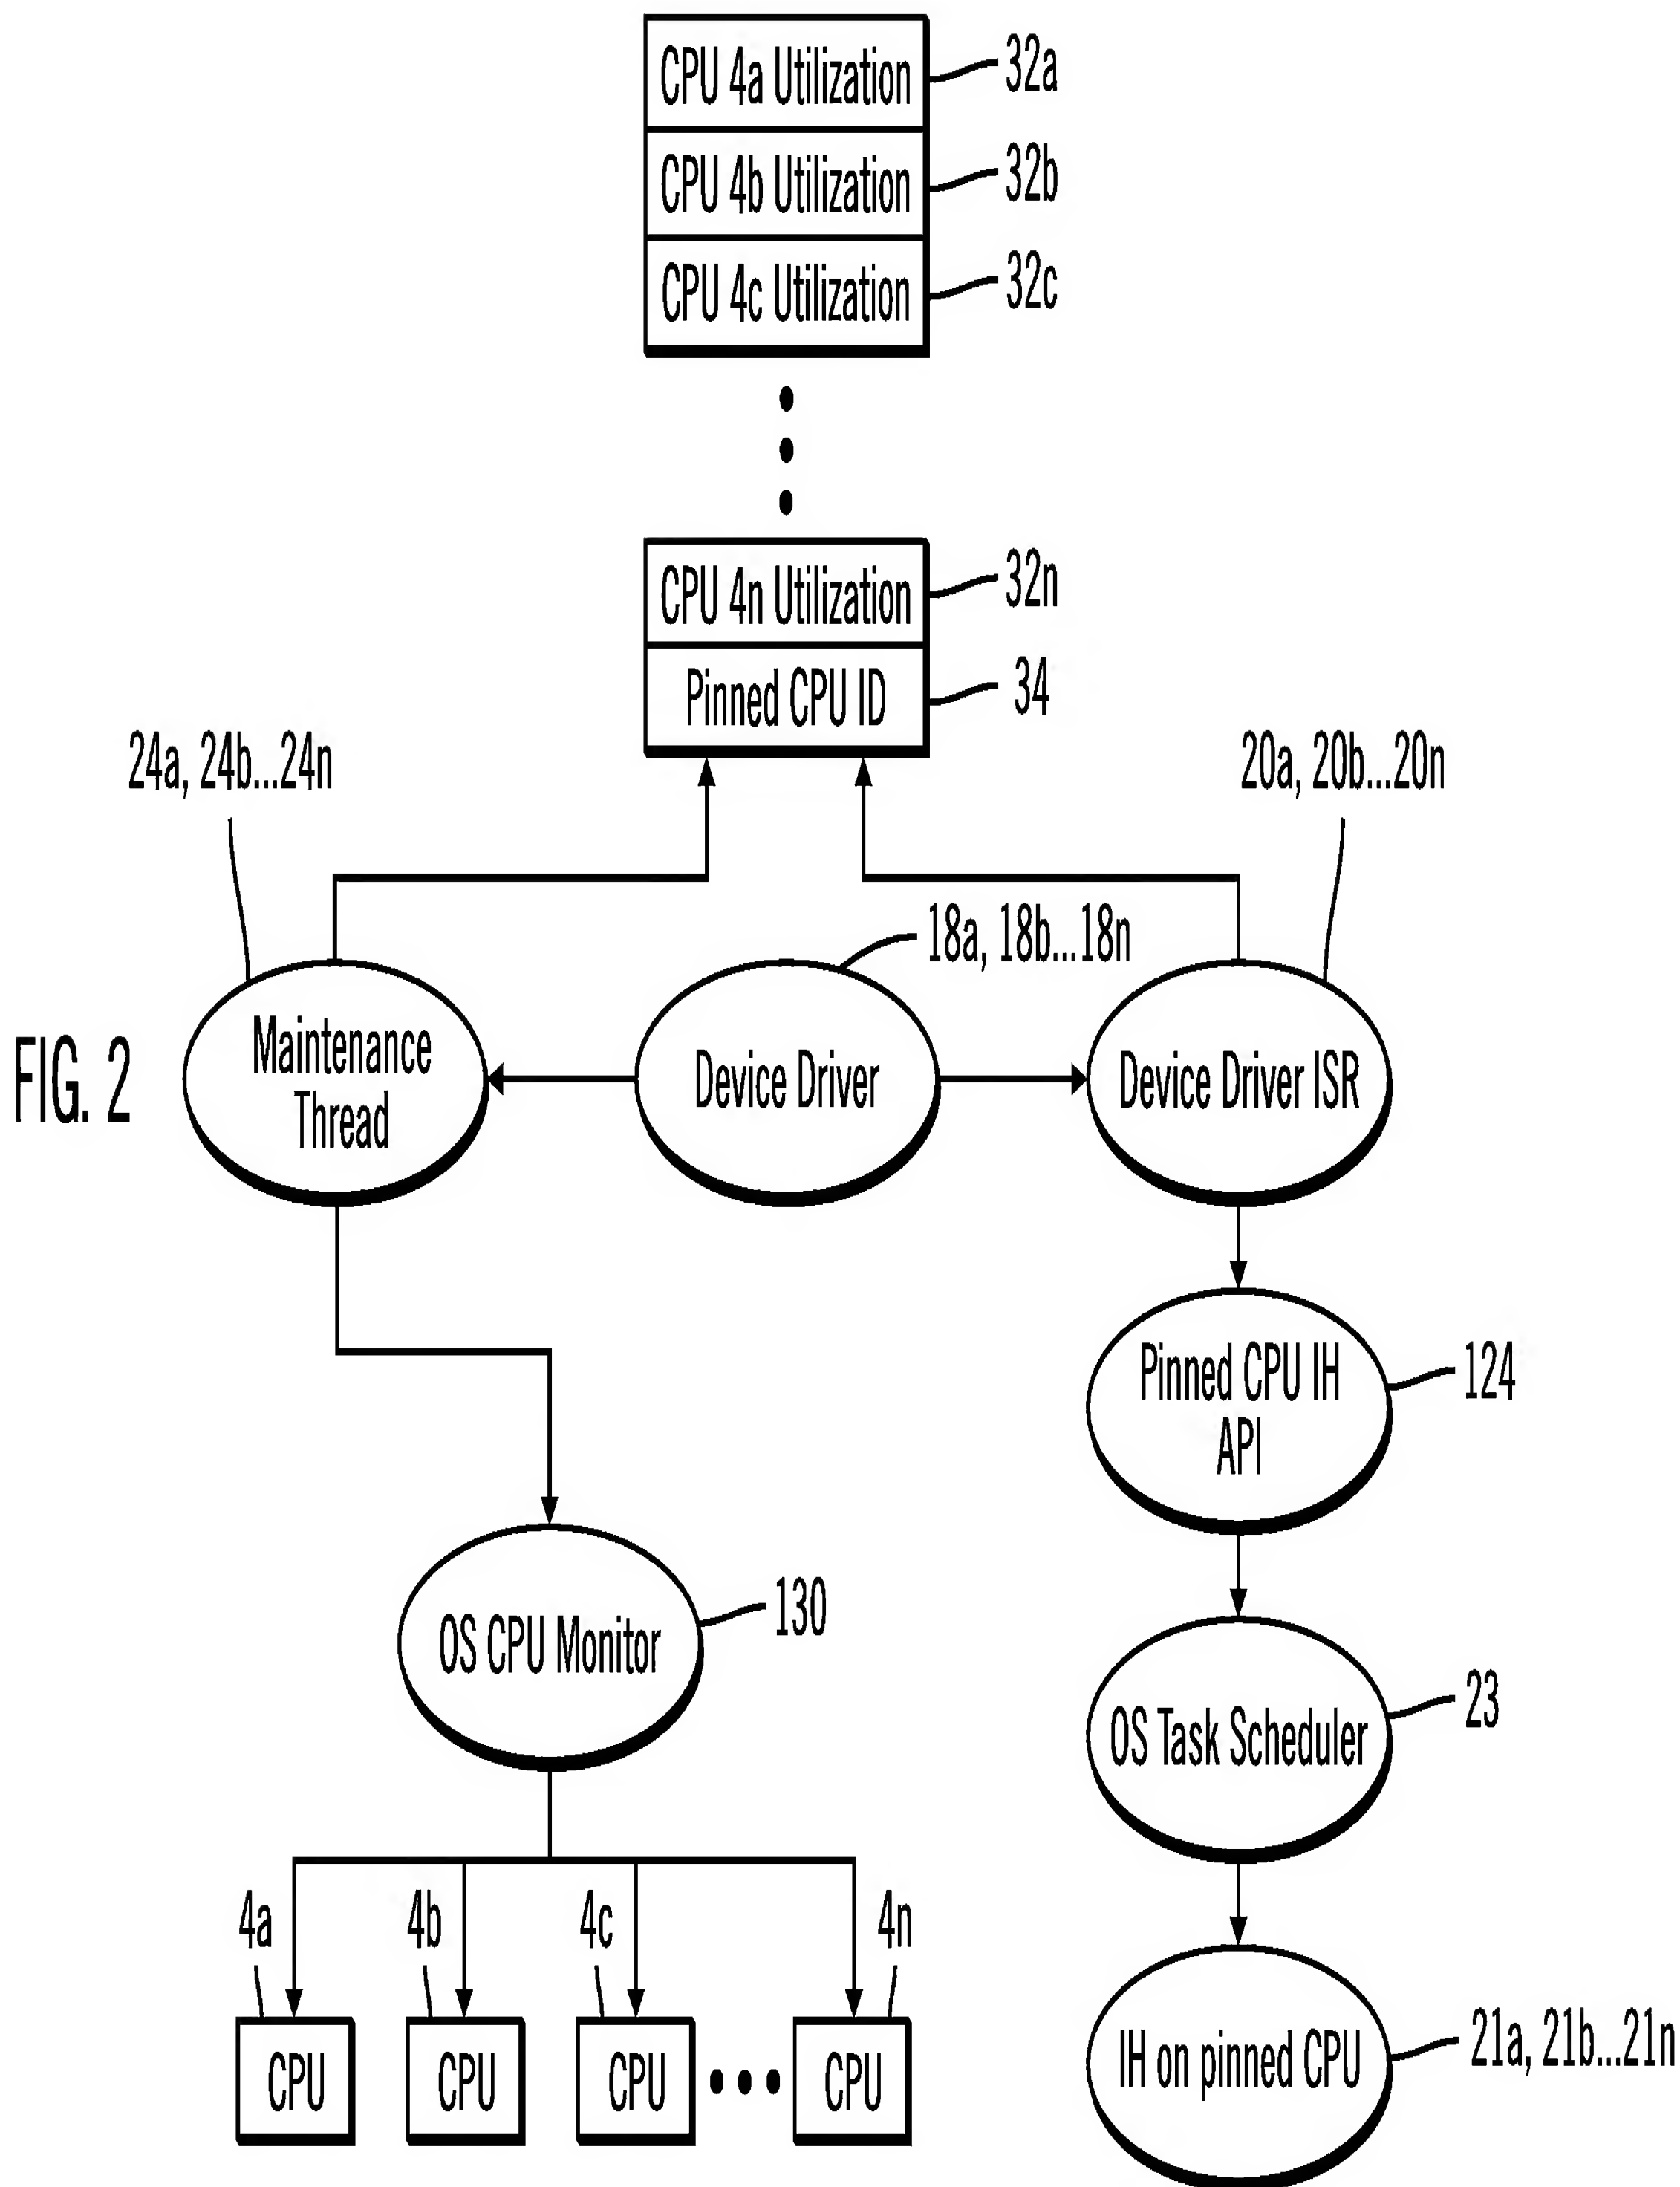 CPU 4a Utilization
32a
CPU 4b Utilization
32b
CPU 4c Utilization
32c
CPU 4n Utilization
32n
Pinned CPU ID
34
24a, 24b...24n
20a, 20b...20n
18a, 18b...18n
FIG. 2
Maintenance
Thread
Device Driver
Device Driver ISR
Pinned CPU IH
API
124
OS CPU Monitor
130
OS Task Scheduler
23
4a
4b
4c
4n
CPU
CPU
CPU
CPU
IH on pinned CPU
21a, 21b...21n